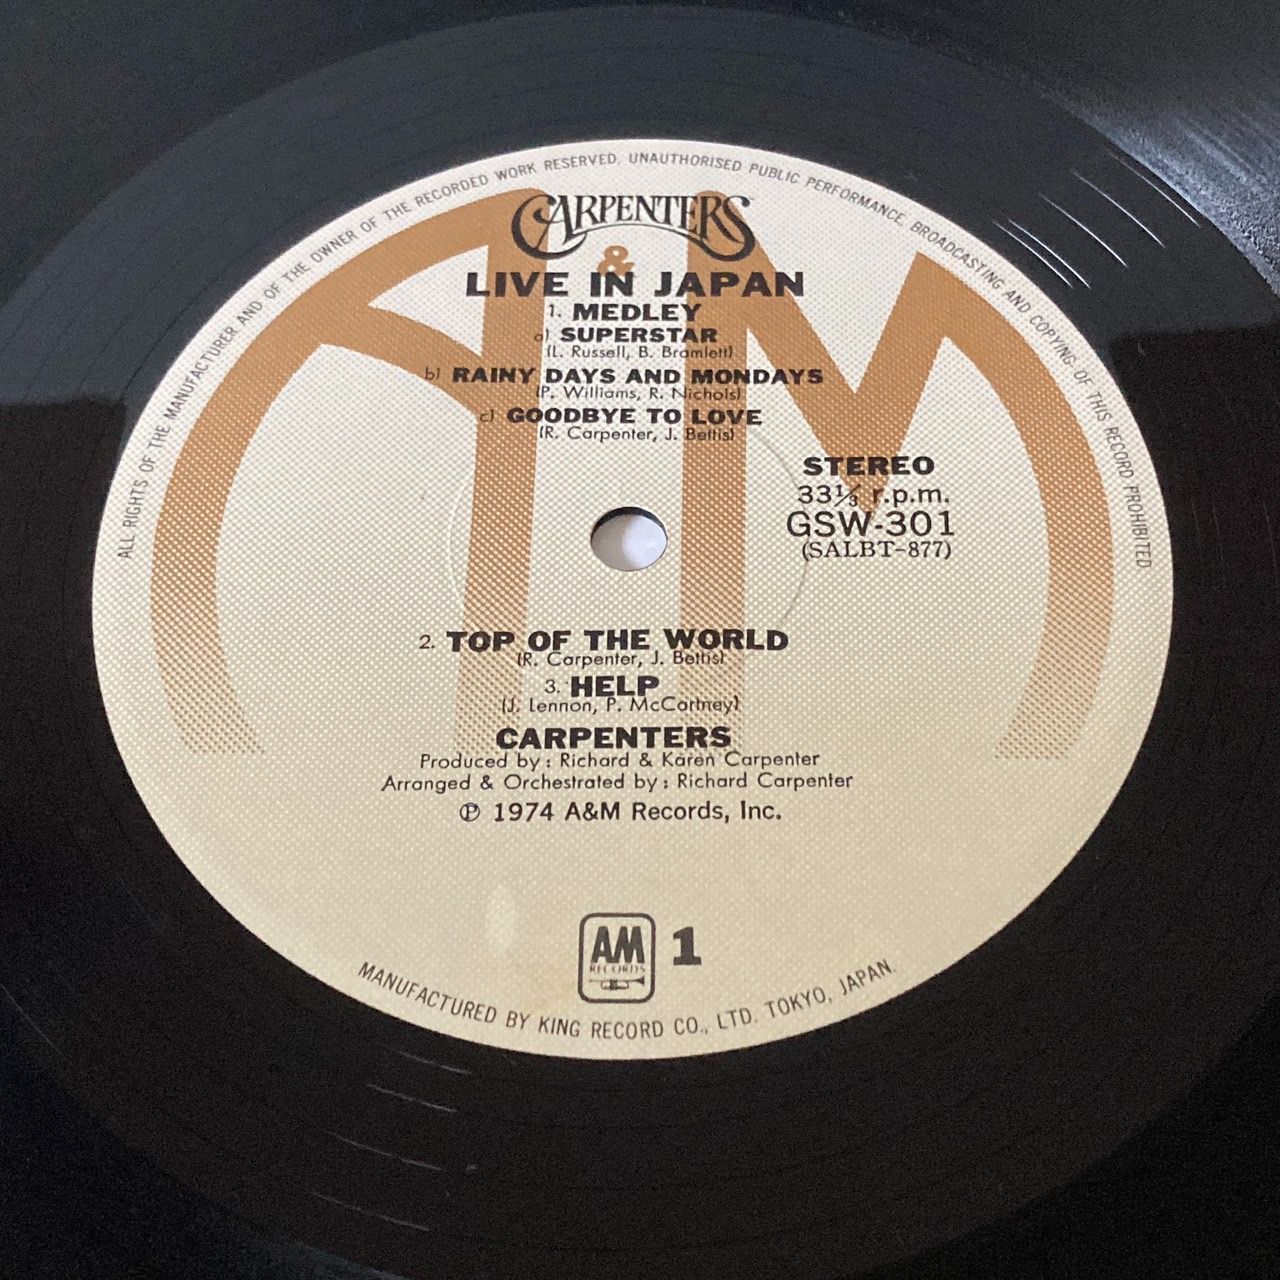 ALL RIGHTS OF THE MANUFACTURER AND OF THE OWNER OF THE RECORDED WORK RESERVED. UNAUTHORISED PUBLIC PERFORMANCE, BROADCASTING AND COPYING OF THIS RECORD PROHIBITED
CARPENTERS
&
LIVE IN JAPAN
1. MEDLEY
a) SUPERSTAR
(L. Russell, B. Bramlett)
b) RAINY DAYS AND MONDAYS
(P. Williams, R. Nichols)
c) GOODBYE TO LOVE
(R. Carpenter, J. Bettis)
STEREO
33⅓ r.p.m.
GSW-301
(SALBT-877)
2. TOP OF THE WORLD
(R. Carpenter, J. Bettis)
3. HELP
(J. Lennon, P. McCartney)
CARPENTERS
Produced by: Richard & Karen Carpenter
Arranged & Orchestrated by: Richard Carpenter
℗ 1974 A&M Records, Inc.
AM 1
RECORDS
MANUFACTURED BY KING RECORD CO., LTD. TOKYO, JAPAN.